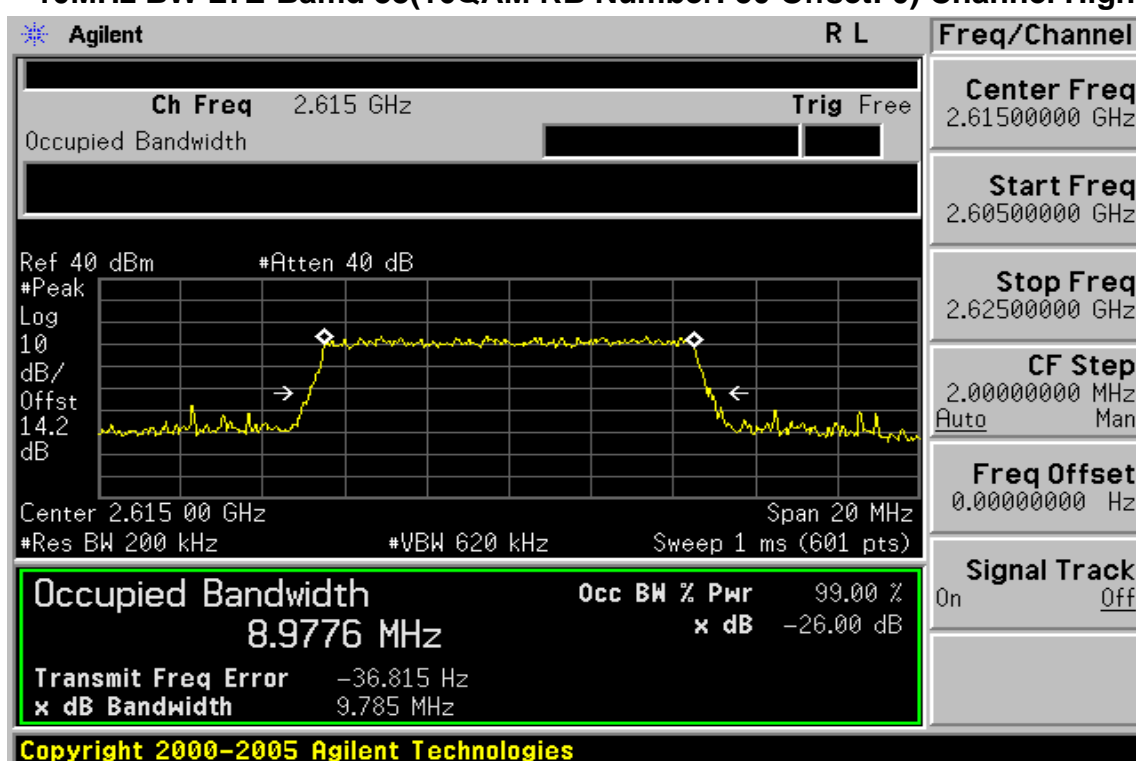 Agilent R L Freq/Channel
Ch Freq 2.615 GHz Trig Free
Occupied Bandwidth
Center Freq
2.61500000 GHz
Start Freq
2.60500000 GHz
Stop Freq
2.62500000 GHz
CF Step
2.00000000 MHz
Auto Man
Freq Offset
0.00000000 Hz
Signal Track
On Off
Ref 40 dBm #Atten 40 dB
#Peak
Log
10
dB/
Offst
14.2
dB
Center 2.615 00 GHz Span 20 MHz
#Res BW 200 kHz #VBW 620 kHz Sweep 1 ms (601 pts)
Occupied Bandwidth Occ BW % Pwr 99.00 %
8.9776 MHz x dB -26.00 dB
Transmit Freq Error -36.815 Hz
x dB Bandwidth 9.785 MHz
Copyright 2000-2005 Agilent Technologies